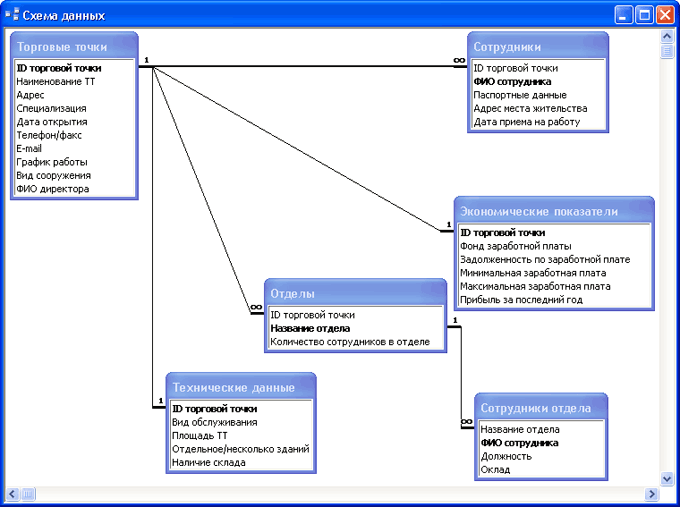 Схема данных
Торговые точки
ID торговой точки
Наименование ТТ
Адрес
Специализация
Дата открытия
Телефон/факс
E-mail
График работы
Вид сооружения
ФИО директора
1
∞
Сотрудники
ID торговой точки
ФИО сотрудника
Паспортные данные
Адрес места жительства
Дата приема на работу
1
Экономические показатели
ID торговой точки
Фонд заработной платы
Задолженность по заработной плате
Минимальная заработная плата
Максимальная заработная плата
Прибыль за последний год
∞
Отделы
ID торговой точки
Название отдела
Количество сотрудников в отделе
1
1
Технические данные
ID торговой точки
Вид обслуживания
Площадь ТТ
Отдельное/несколько зданий
Наличие склада
∞
Сотрудники отдела
Название отдела
ФИО сотрудника
Должность
Оклад